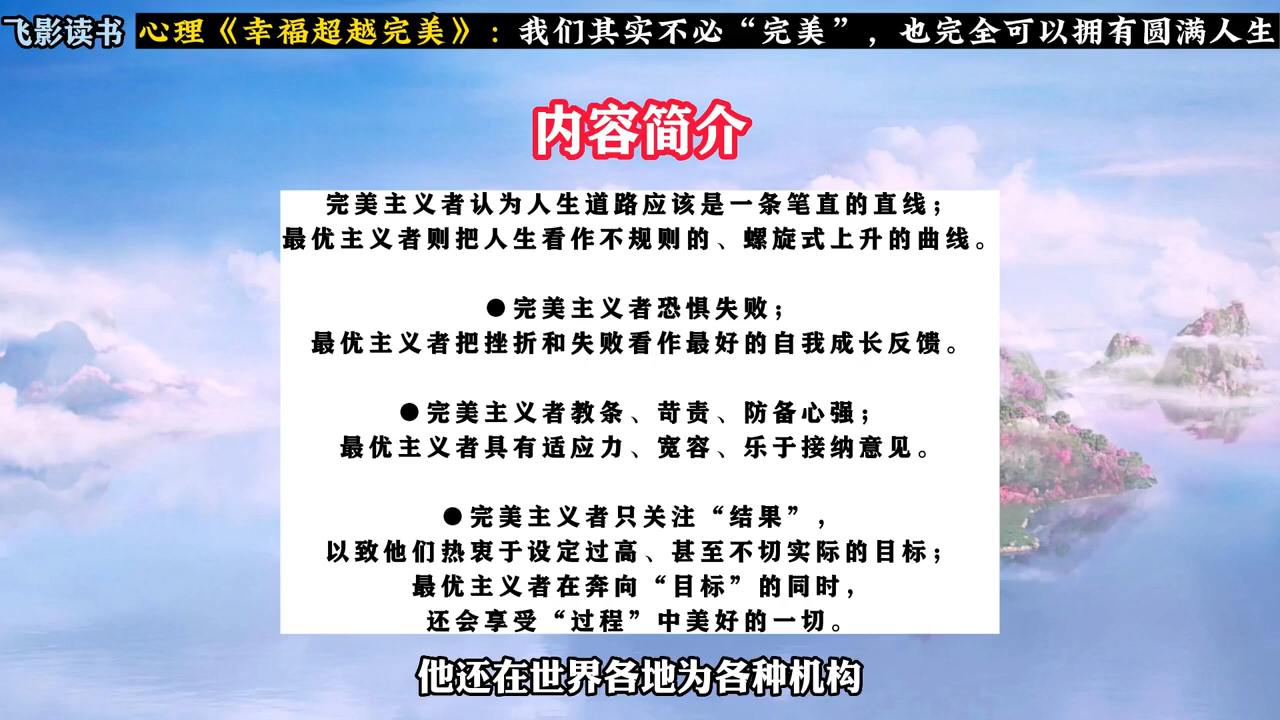 飞影读书 心理《幸福超越完美》：我们其实不必“完美”，也完全可以拥有圆满人生
内容简介
完美主义者认为人生道路应该是一条笔直的直线；
最优主义者则把人生看作不规则的、螺旋式上升的曲线。
●完美主义者恐惧失败；
最优主义者把挫折和失败看作最好的自我成长反馈。
●完美主义者教条、苛责、防备心强；
最优主义者具有适应力、宽容、乐于接纳意见。
●完美主义者只关注“结果”，
以致他们热衷于设定过高、甚至不切实际的目标；
最优主义者在奔向“目标”的同时，
还会享受“过程”中美好的一切。
他还在世界各地为各种机构